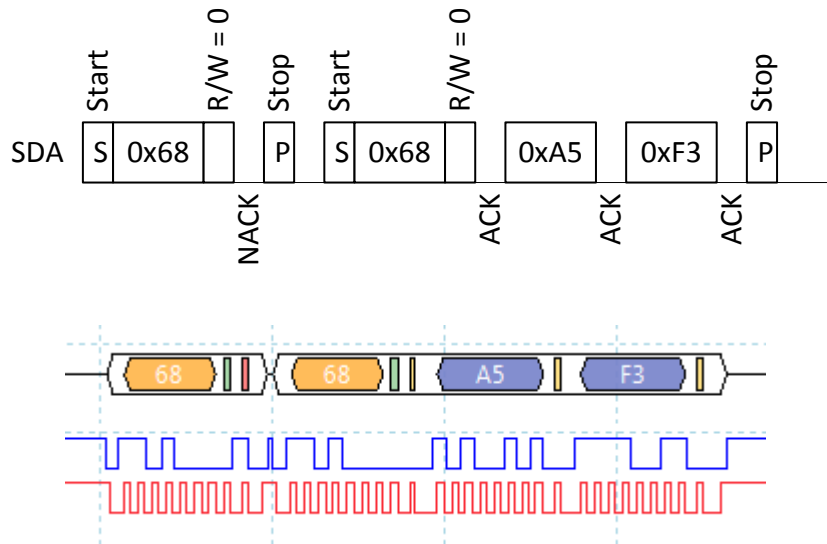 Start R/W = 0 Stop Start R/W = 0 Stop
SDA S 0x68 P S 0x68 0xA5 0xF3 P
NACK ACK ACK ACK
68 68 A5 F3